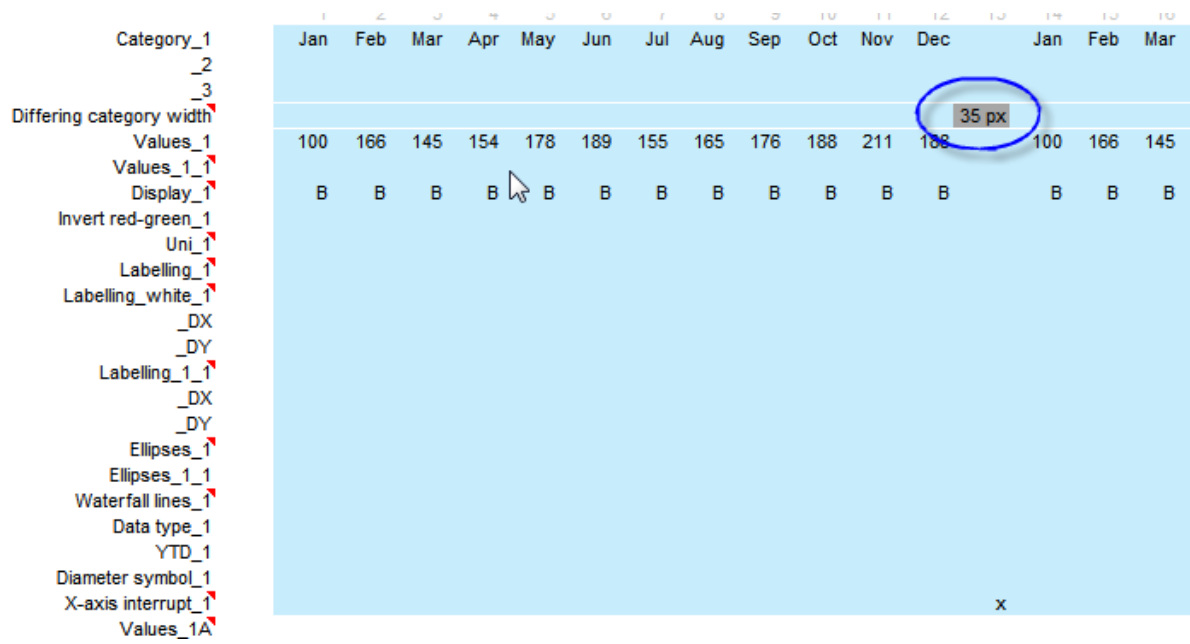 1 2 3 4 5 6 7 8 9 10 11 12 13 14 15 16
Category_1 Jan Feb Mar Apr May Jun Jul Aug Sep Oct Nov Dec Jan Feb Mar
_2
_3
Differing category width 35 px
Values_1 100 166 145 154 178 189 155 165 176 188 211 188 100 166 145
Values_1_1
Display_1 B B B B B B B B B B B B B B B
Invert red-green_1
Uni_1
Labelling_1
Labelling_white_1
_DX
_DY
Labelling_1_1
_DX
_DY
Ellipses_1
Ellipses_1_1
Waterfall lines_1
Data type_1
YTD_1
Diameter symbol_1
X-axis interrupt_1 x
Values_1A